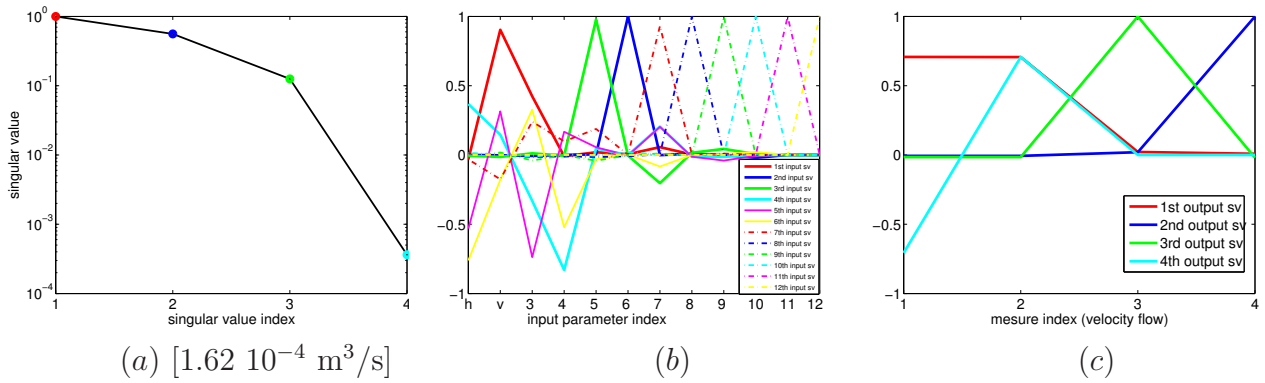 10^0
10^{-1}
10^{-2}
10^{-3}
10^{-4}
singular value
1 2 3 4
singular value index
(a) [1.62 10^{-4} m^3/s]
1
0.5
0
−0.5
−1
1st input sv
2nd input sv
3rd input sv
4th input sv
5th input sv
6th input sv
7th input sv
8th input sv
9th input sv
10th input sv
11th input sv
12th input sv
h v 3 4 5 6 7 8 9 10 11 12
input parameter index
(b)
1
0.5
0
−0.5
−1
1st output sv
2nd output sv
3rd output sv
4th output sv
1 2 3 4
mesure index (velocity flow)
(c)